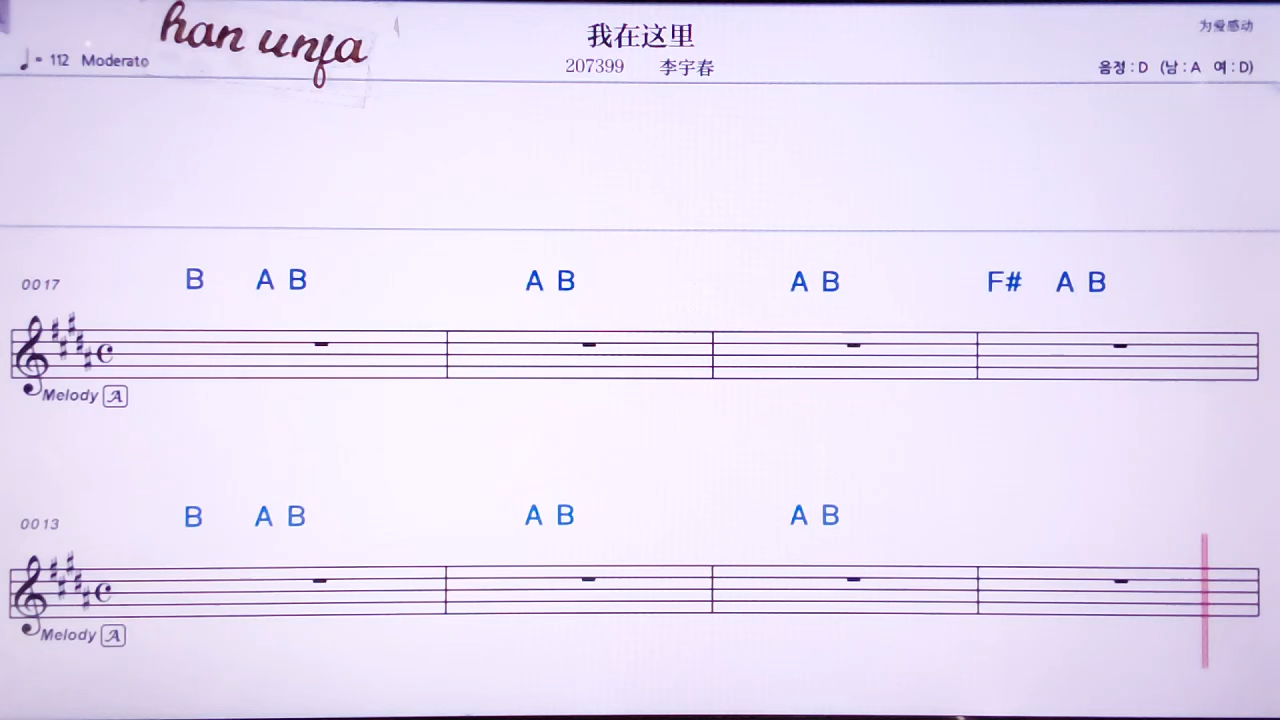 han unfa
我在这里
为爱感动
♩= 112 Moderato
207399 李宇春
음정 : D (남 : A 여 : D)
0017 B A B A B A B F# A B
Melody A
0013 B A B A B A B
Melody A